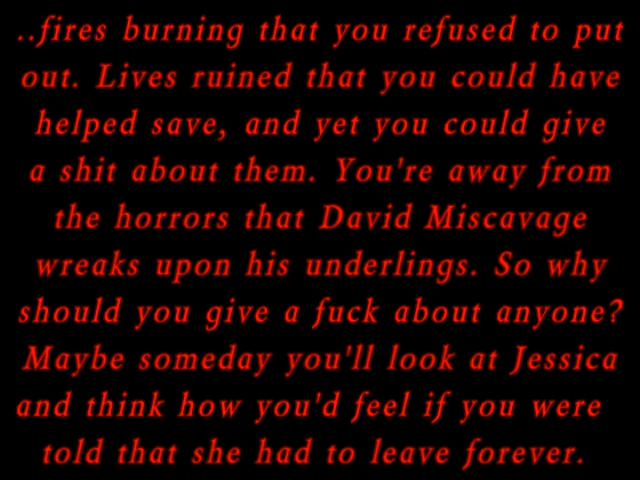 ..fires burning that you refused to put
out. Lives ruined that you could have
helped save, and yet you could give
a shit about them. You're away from
the horrors that David Miscavage
wreaks upon his underlings. So why
should you give a fuck about anyone?
Maybe someday you'll look at Jessica
and think how you'd feel if you were
told that she had to leave forever.